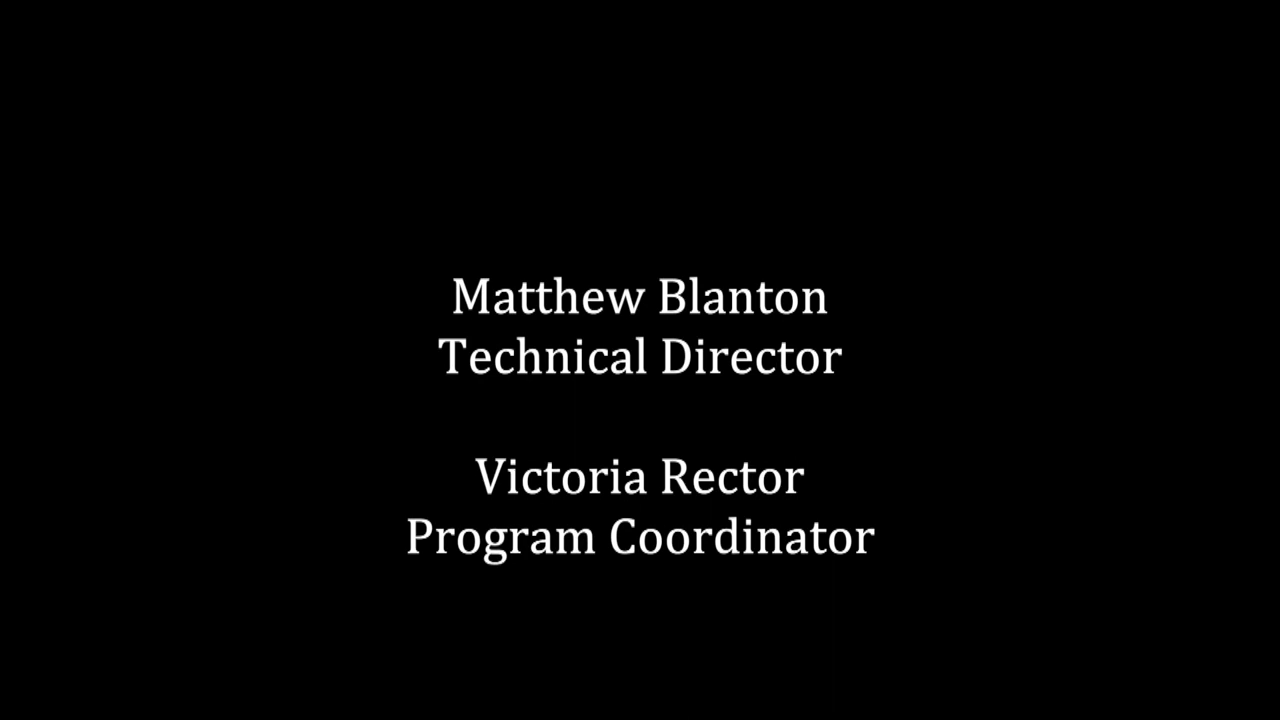 Matthew Blanton
Technical Director
Victoria Rector
Program Coordinator